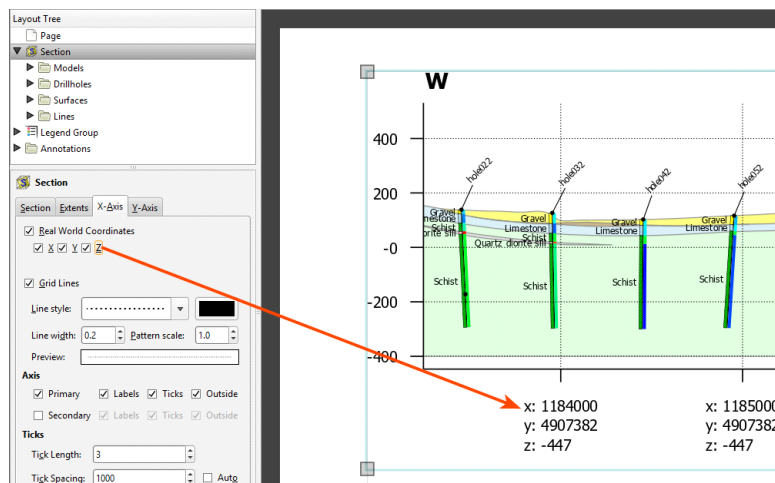 Layout Tree
Page
Section
Models
Drillholes
Surfaces
Lines
Legend Group
Annotations
Section
Section Extents X-Axis Y-Axis
Real World Coordinates
X Y Z
Grid Lines
Line style:
Line width: 0.2 Pattern scale: 1.0
Preview:
Axis
Primary Labels Ticks Outside
Secondary Labels Ticks Outside
Ticks
Tick Length: 3
Tick Spacing: 1000 Auto
W
400
200
-0
-200
-400
hole022
hole032
hole042
hole052
Gravel
Limestone
Schist
Schist
Gravel
Limestone
Schist
Quartz diorite sill
Schist
Gravel
Limestone
Schist
Gravel
Limestone
Schist
x: 1184000
y: 4907382
z: -447
x: 1185000
y: 4907382
z: -447